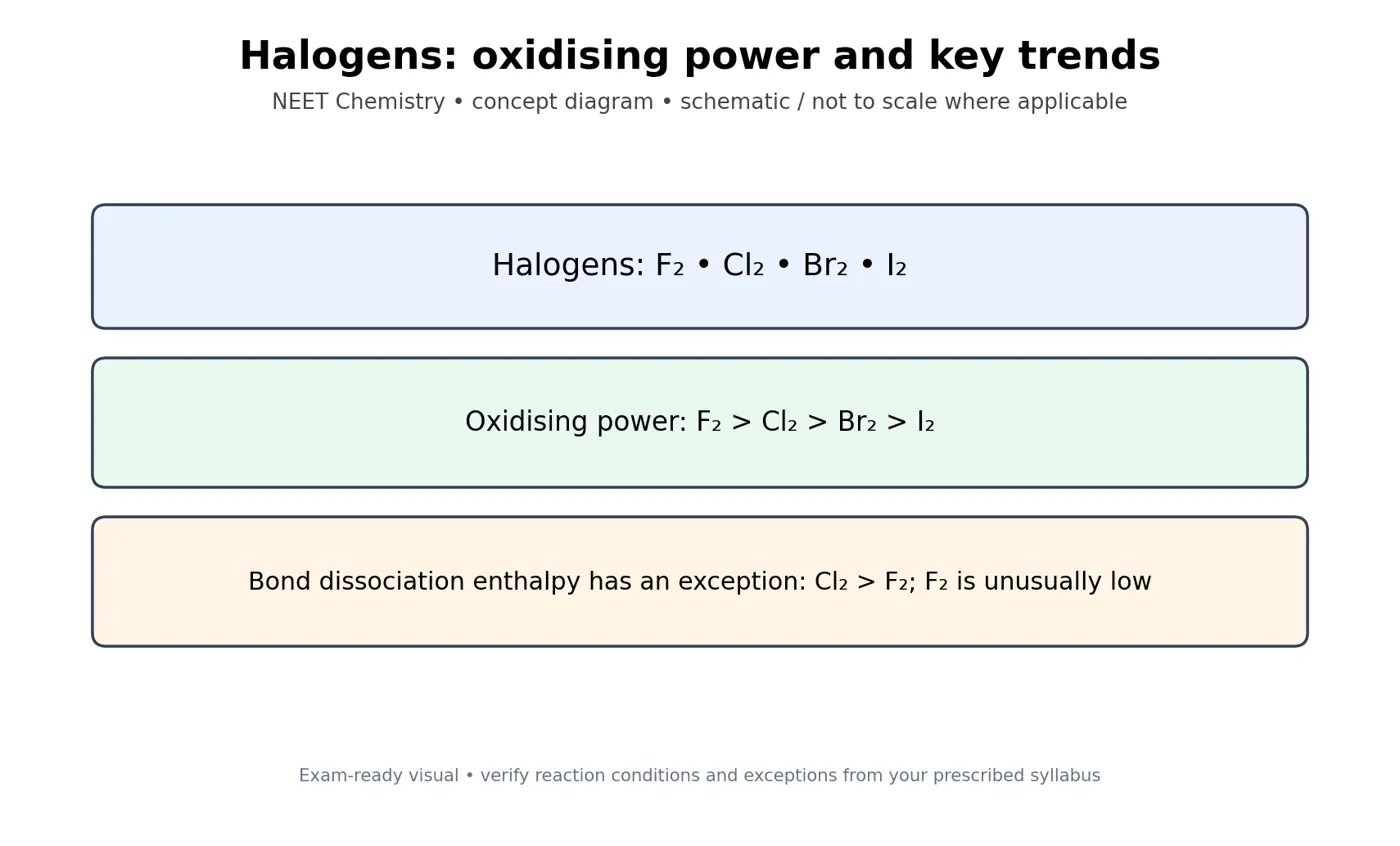 Halogens: oxidising power and key trends
NEET Chemistry • concept diagram • schematic / not to scale where applicable
Halogens: F₂ • Cl₂ • Br₂ • I₂
Oxidising power: F₂ > Cl₂ > Br₂ > I₂
Bond dissociation enthalpy has an exception: Cl₂ > F₂; F₂ is unusually low
Exam-ready visual • verify reaction conditions and exceptions from your prescribed syllabus